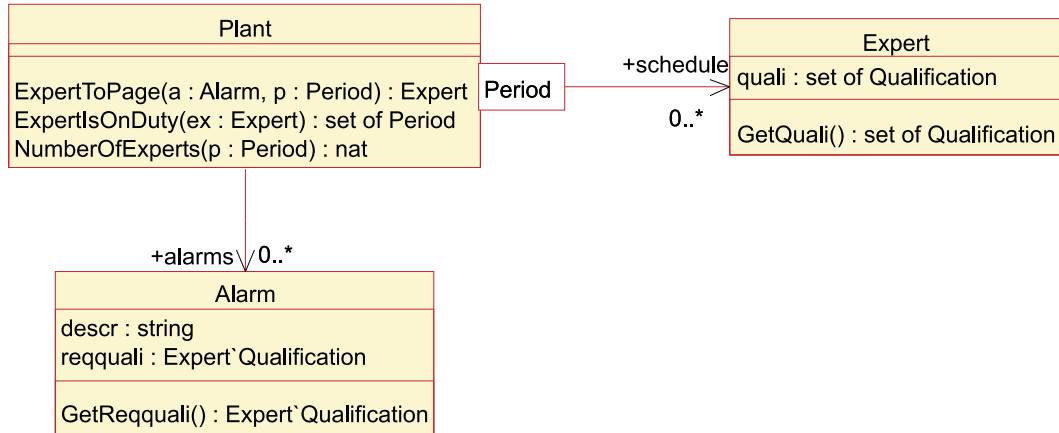 Plant
ExpertToPage(a : Alarm, p : Period) : Expert
ExpertIsOnDuty(ex : Expert) : set of Period
NumberOfExperts(p : Period) : nat
Period
+schedule
0..*
Expert
quali : set of Qualification
GetQuali() : set of Qualification
+alarms
0..*
Alarm
descr : string
reqquali : Expert`Qualification
GetReqquali() : Expert`Qualification